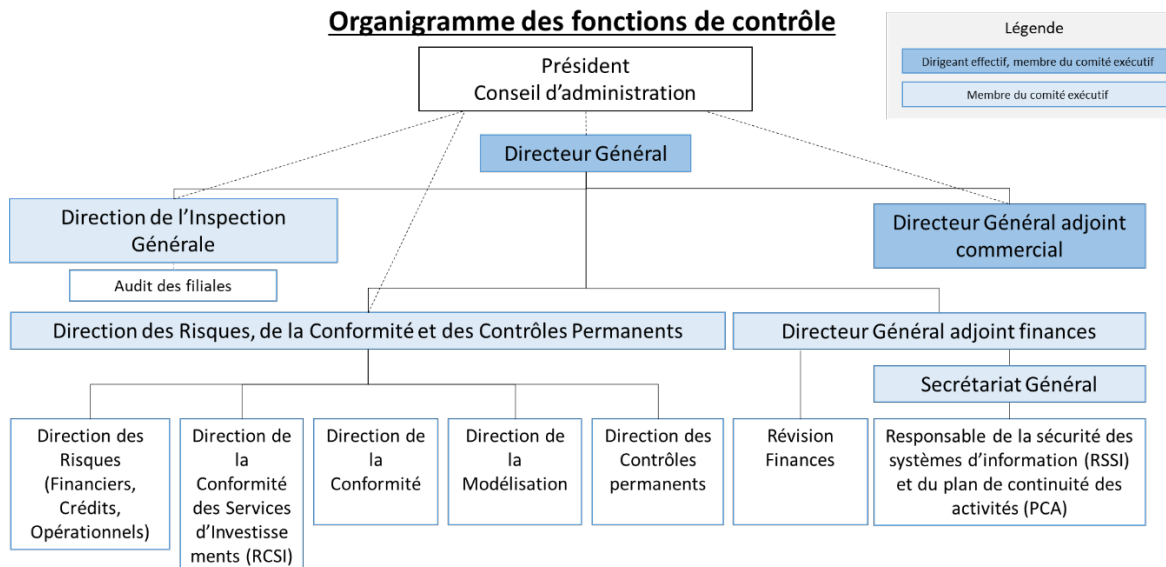 Organigramme des fonctions de contrôle
Légende
Dirigeant effectif, membre du comité exécutif
Membre du comité exécutif
Président
Conseil d’administration
Directeur Général
Direction de l’Inspection
Générale
Directeur Général adjoint
commercial
Audit des filiales
Direction des Risques, de la Conformité et des Contrôles Permanents
Directeur Général adjoint finances
Secrétariat Général
Direction des
Risques
(Financiers,
Crédits,
Opérationnels)
Direction de
la
Conformité
des Services
d’Investisse
ments (RCSI)
Direction de
la
Conformité
Direction de
la
Modélisation
Direction des
Contrôles
permanents
Révision
Finances
Responsable de la sécurité des
systèmes d’information (RSSI)
et du plan de continuité des
activités (PCA)